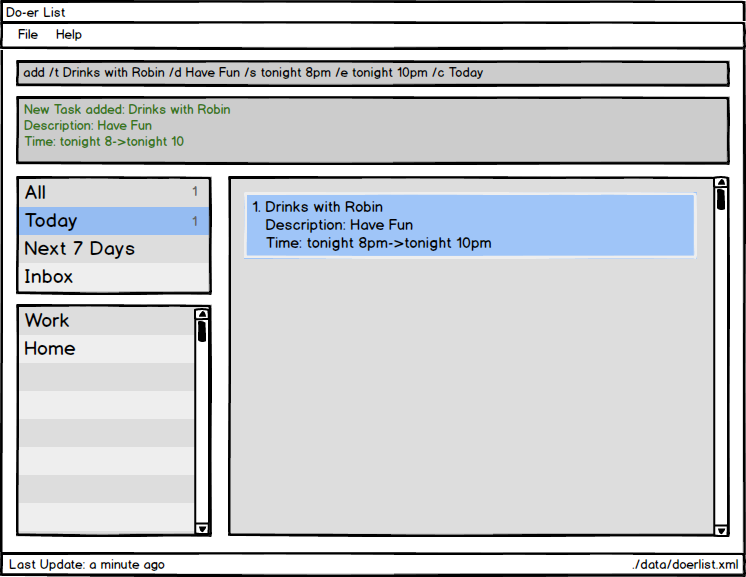 Do-er List
File Help
add /t Drinks with Robin /d Have Fun /s tonight 8pm /e tonight 10pm /c Today
New Task added: Drinks with Robin
Description: Have Fun
Time: tonight 8->tonight 10
All 1
Today 1
Next 7 Days
Inbox
Work
Home
1. Drinks with Robin
Description: Have Fun
Time: tonight 8pm->tonight 10pm
Last Update: a minute ago
./data/doerlist.xml